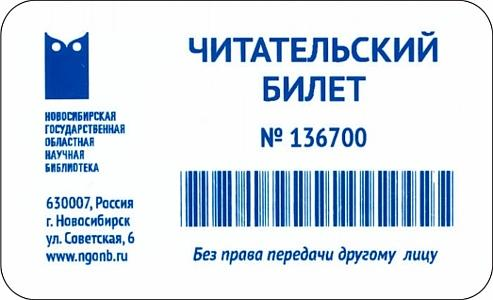 ЧИТАТЕЛЬСКИЙ
БИЛЕТ
№ 136700
НОВОСИБИРСКАЯ
ГОСУДАРСТВЕННАЯ
ОБЛАСТНАЯ
НАУЧНАЯ
БИБЛИОТЕКА
630007, Россия
г. Новосибирск
ул. Советская, 6
www.ngonb.ru
Без права передачи другому лицу